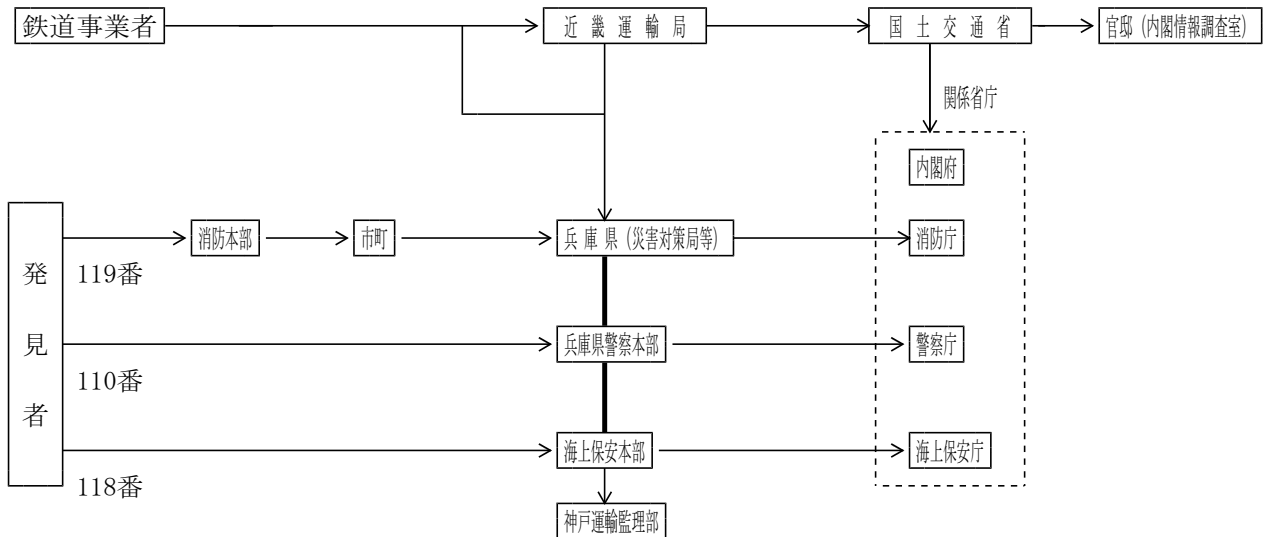 鉄道事業者
近畿運輸局
国土交通省
官邸（内閣情報調査室）
関係省庁
内閣府
発見者
119番
消防本部
市町
兵庫県（災害対策局等）
消防庁
110番
兵庫県警察本部
警察庁
118番
海上保安本部
海上保安庁
神戸運輸監理部